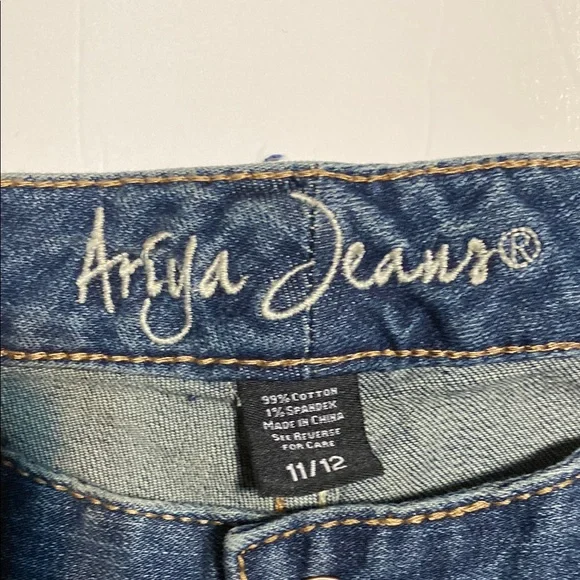 Ariya Jeans®
99% COTTON
1% SPANDEX
MADE IN CHINA
SEE REVERSE
FOR CARE
11/12